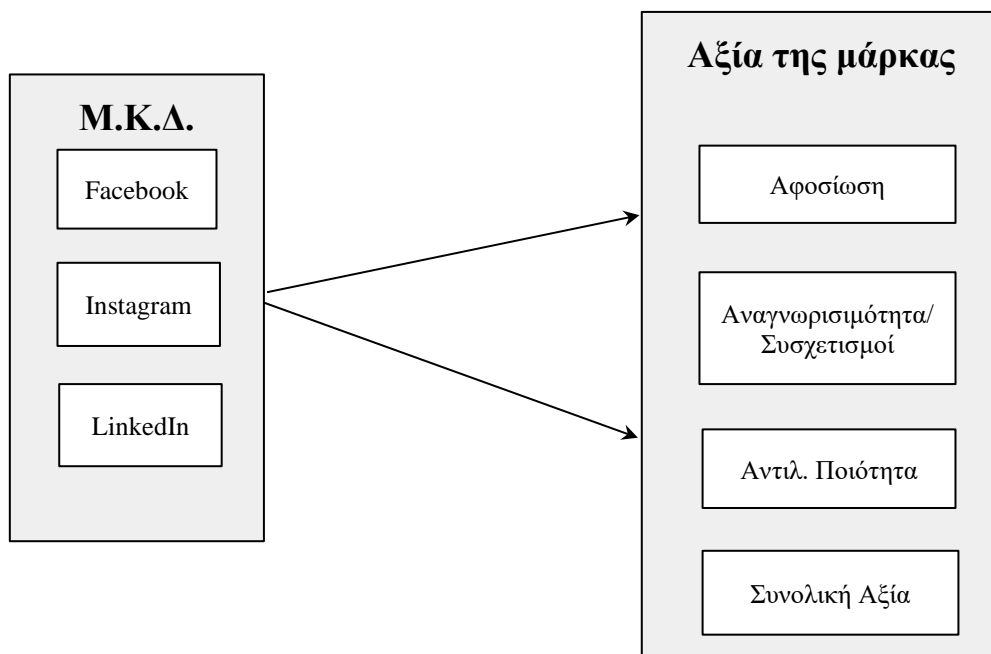 Μ.Κ.Δ.
Facebook
Instagram
LinkedIn
Αξία της μάρκας
Αφοσίωση
Αναγνωρισιμότητα/
Συσχετισμοί
Αντιλ. Ποιότητα
Συνολική Αξία